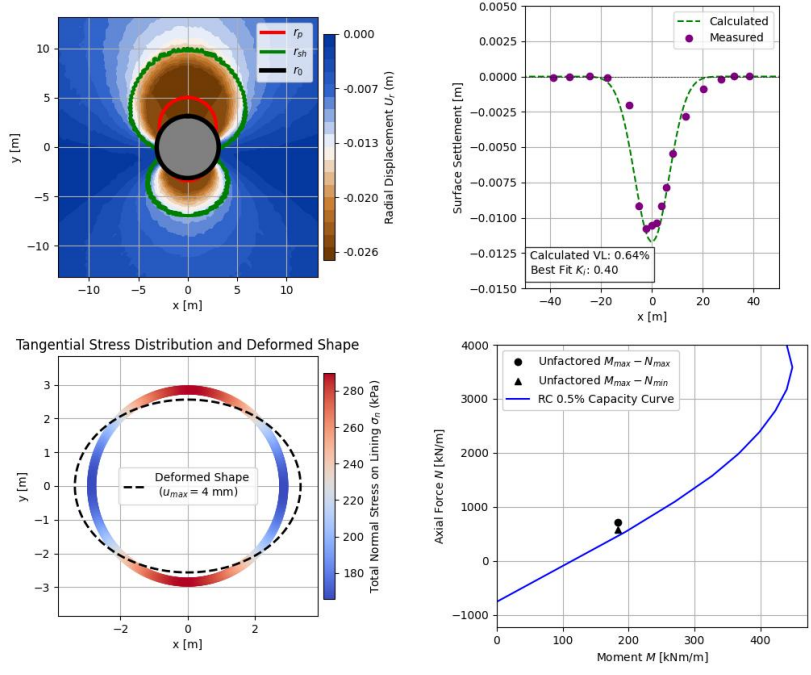 10
5
0
−5
−10
y [m]
−10
−5
0
5
10
x [m]
r_p
r_sh
r_0
0.000
-0.007
-0.013
-0.020
-0.026
Radial Displacement U_r (m)
0.0050
0.0025
0.0000
−0.0025
−0.0050
−0.0075
−0.0100
−0.0125
−0.0150
Surface Settlement [m]
Calculated
Measured
Calculated VL: 0.64%
Best Fit K_i: 0.40
−40
−20
0
20
40
x [m]
Tangential Stress Distribution and Deformed Shape
3
2
1
0
−1
−2
−3
y [m]
Deformed Shape
(u_max = 4 mm)
−2
0
2
x [m]
280
260
240
220
200
180
Total Normal Stress on Lining σ_n (kPa)
4000
3000
2000
1000
0
−1000
Axial Force N [kN/m]
Unfactored M_max − N_max
Unfactored M_max − N_min
RC 0.5% Capacity Curve
0
100
200
300
400
Moment M [kNm/m]